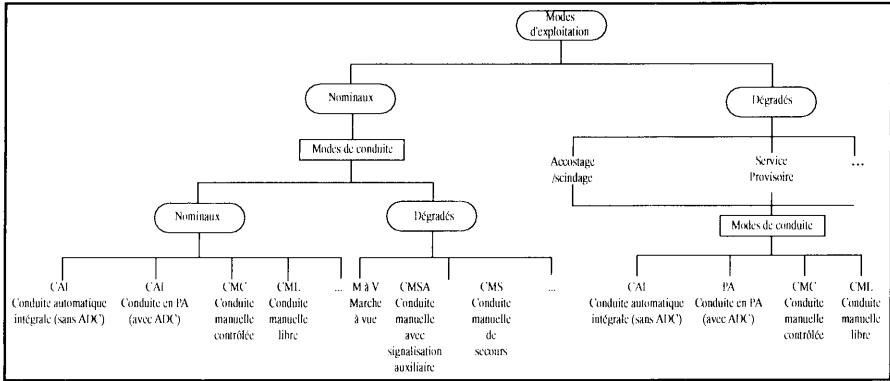 Modes
d'exploitation
Nominaux
Dégradés
Modes de conduite
Accostage
/scindage
Service
Provisoire
...
Nominaux
Dégradés
Modes de conduite
CAI
Conduite automatique
intégrale (sans ADC)
CAI
Conduite en PA
(avec ADC)
CMC
Conduite
manuelle
contrôlée
CML
Conduite
manuelle
libre
...
M à V
Marche
à vue
CMSA
Conduite
manuelle
avec
signalisation
auxiliaire
CMS
Conduite
manuelle
de
secours
...
CAI
Conduite automatique
intégrale (sans ADC)
PA
Conduite en PA
(avec ADC)
CMC
Conduite
manuelle
contrôlée
CML
Conduite
manuelle
libre